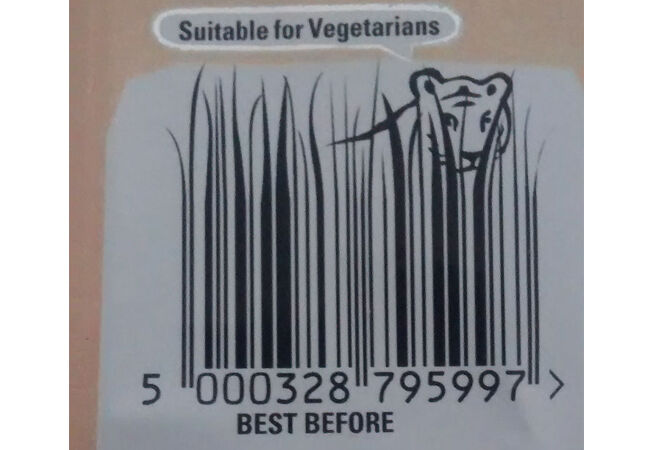 Suitable for Vegetarians
5 000328 795997 >
BEST BEFORE